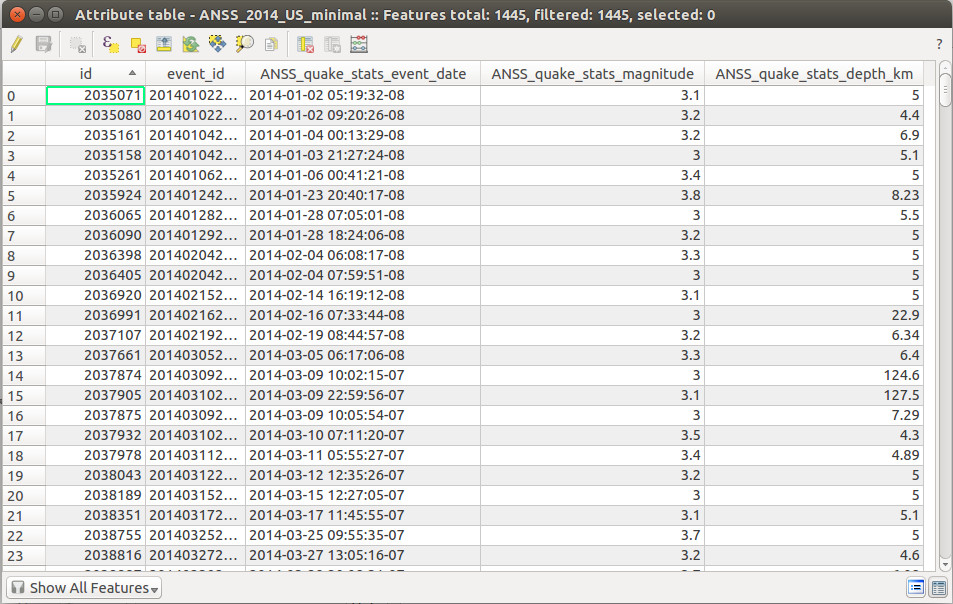 Attribute table - ANSS_2014_US_minimal :: Features total: 1445, filtered: 1445, selected: 0
?
id event_id ANSS_quake_stats_event_date ANSS_quake_stats_magnitude ANSS_quake_stats_depth_km
0 2035071 201401022... 2014-01-02 05:19:32-08 3.1 5
1 2035080 201401022... 2014-01-02 09:20:26-08 3.2 4.4
2 2035161 201401042... 2014-01-04 00:13:29-08 3.2 6.9
3 2035158 201401042... 2014-01-03 21:27:24-08 3 5.1
4 2035261 201401062... 2014-01-06 00:41:21-08 3.4 5
5 2035924 201401242... 2014-01-23 20:40:17-08 3.8 8.23
6 2036065 201401282... 2014-01-28 07:05:01-08 3 5.5
7 2036090 201401292... 2014-01-28 18:24:06-08 3.2 5
8 2036398 201402042... 2014-02-04 06:08:17-08 3.3 5
9 2036405 201402042... 2014-02-04 07:59:51-08 3 5
10 2036920 201402152... 2014-02-14 16:19:12-08 3.1 5
11 2036991 201402162... 2014-02-16 07:33:44-08 3 22.9
12 2037107 201402192... 2014-02-19 08:44:57-08 3.2 6.34
13 2037661 201403052... 2014-03-05 06:17:06-08 3.3 6.4
14 2037874 201403092... 2014-03-09 10:02:15-07 3 124.6
15 2037905 201403102... 2014-03-09 22:59:56-07 3.1 127.5
16 2037875 201403092... 2014-03-09 10:05:54-07 3 7.29
17 2037932 201403102... 2014-03-10 07:11:20-07 3.5 4.3
18 2037978 201403112... 2014-03-11 05:55:27-07 3.4 4.89
19 2038043 201403122... 2014-03-12 12:35:26-07 3.2 5
20 2038189 201403152... 2014-03-15 12:27:05-07 3 5
21 2038351 201403172... 2014-03-17 11:45:55-07 3.1 5.1
22 2038755 201403252... 2014-03-25 09:55:35-07 3.7 5
23 2038816 201403272... 2014-03-27 13:05:16-07 3.2 4.6
Show All Features